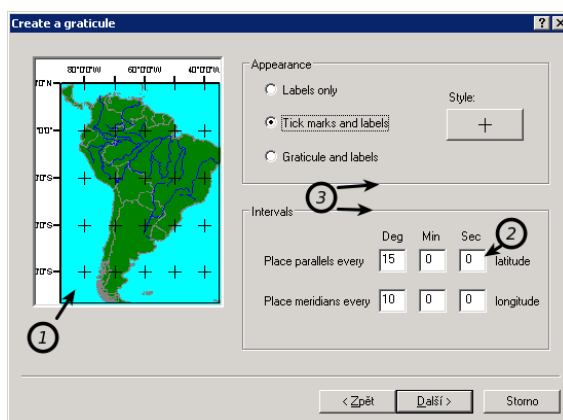 Create a graticule
80°0'0"W 60°0'0"W 40°0'0"W
Appearance
Labels only
Tick marks and labels
Graticule and labels
Style:
3
Intervals
Deg Min Sec
2
Place parallels every 15 0 0 latitude
Place meridians every 10 0 0 longitude
1
< Zpět
Další >
Storno